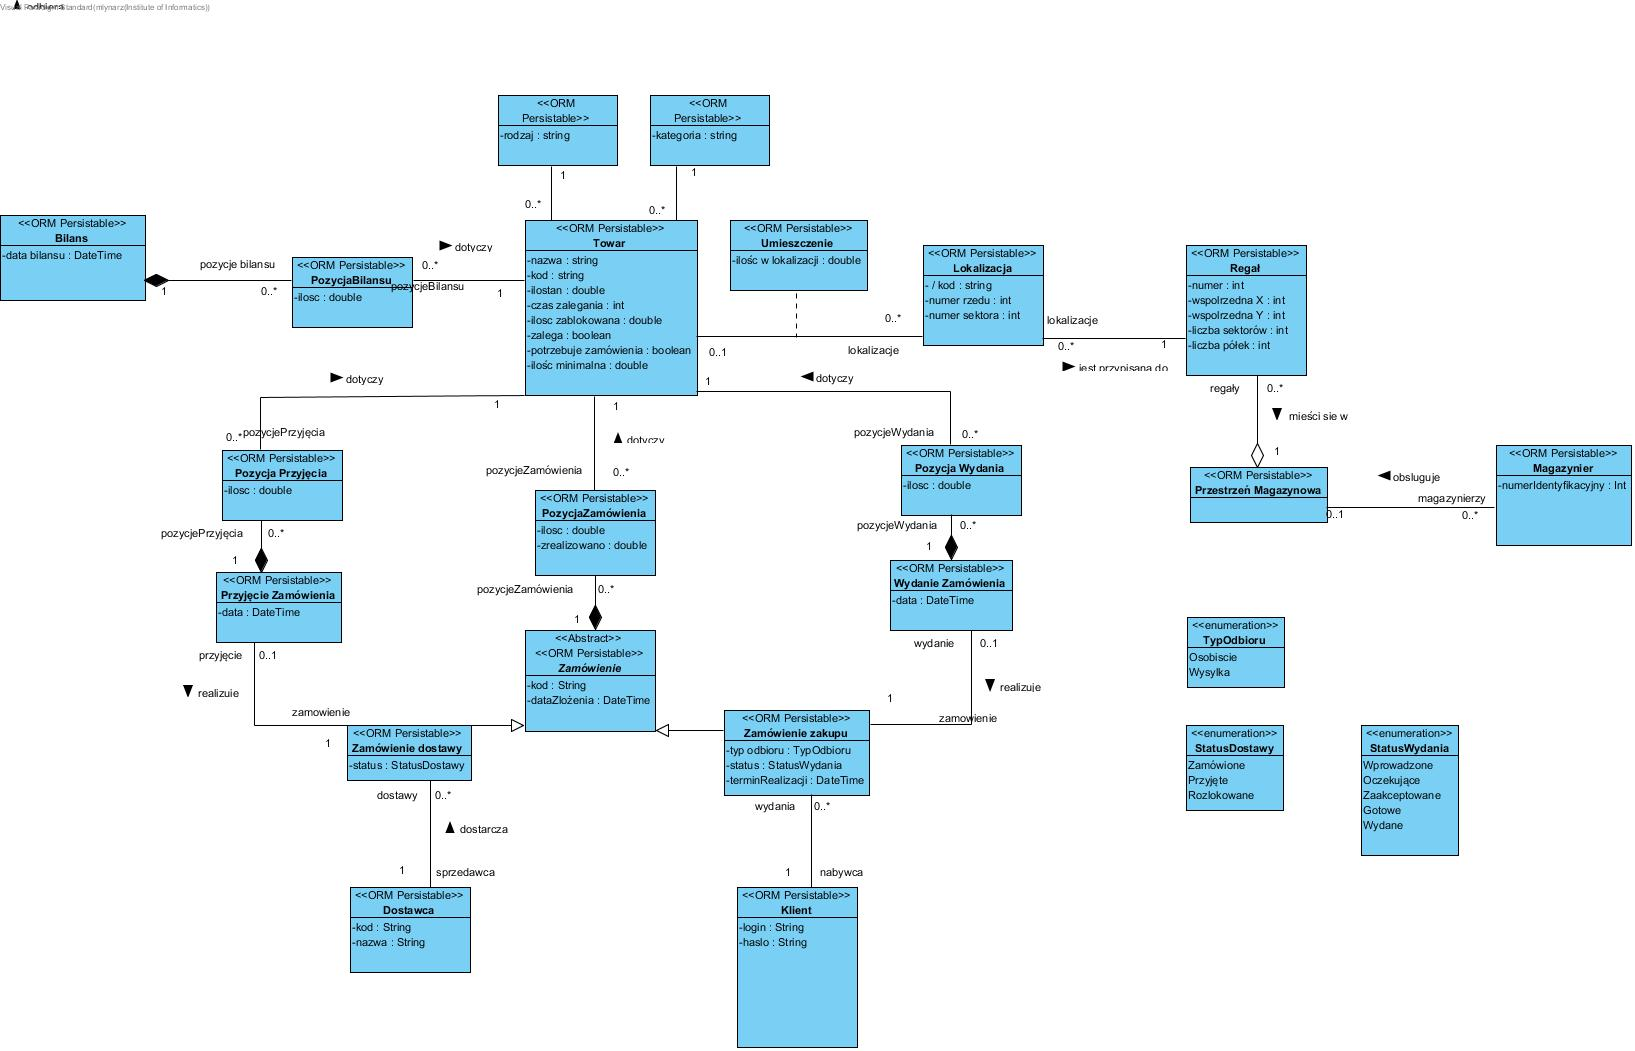 Visual Paradigm Standard(mlynarz(Institute of Informatics))
<<ORM
Persistable>>
-rodzaj : string
<<ORM
Persistable>>
-kategoria : string
1
1
0..*
0..*
<<ORM Persistable>>
Bilans
-data bilansu : DateTime
1
pozycje bilansu
0..*
<<ORM Persistable>>
PozycjaBilansu
-ilosc : double
dotyczy
0..*
pozycjeBilansu
1
<<ORM Persistable>>
Towar
-nazwa : string
-kod : string
-ilostan : double
-czas zalegania : int
-ilosc zablokowana : double
-zalega : boolean
-potrzebuje zamówienia : boolean
-ilośc minimalna : double
<<ORM Persistable>>
Umieszczenie
-ilośc w lokalizacji : double
0..1
0..*
lokalizacje
<<ORM Persistable>>
Lokalizacja
- / kod : string
-numer rzedu : int
-numer sektora : int
lokalizacje
0..*
1
jest przypisana do
<<ORM Persistable>>
Regał
-numer : int
-wspolrzedna X : int
-wspolrzedna Y : int
-liczba sektorów : int
-liczba półek : int
regały
0..*
mieści sie w
1
<<ORM Persistable>>
Przestrzeń Magazynowa
0..1
obsluguje
magazynierzy
0..*
<<ORM Persistable>>
Magazynier
-numerIdentyfikacyjny : Int
dotyczy
1
0..*
pozycjePrzyjęcia
1
dotyczy
pozycjeZamówienia
0..*
1
dotyczy
pozycjeWydania
0..*
<<ORM Persistable>>
Pozycja Przyjęcia
-ilosc : double
pozycjePrzyjęcia
0..*
1
<<ORM Persistable>>
Przyjęcie Zamówienia
-data : DateTime
przyjęcie
0..1
realizuje
zamowienie
1
<<ORM Persistable>>
PozycjaZamówienia
-ilosc : double
-zrealizowano : double
pozycjeZamówienia
0..*
1
<<Abstract>>
<<ORM Persistable>>
Zamówienie
-kod : String
-dataZlożenia : DateTime
<<ORM Persistable>>
Pozycja Wydania
-ilosc : double
pozycjeWydania
0..*
1
<<ORM Persistable>>
Wydanie Zamówienia
-data : DateTime
wydanie
0..1
realizuje
1
zamowienie
<<ORM Persistable>>
Zamówienie dostawy
-status : StatusDostawy
dostawy
0..*
dostarcza
1
sprzedawca
<<ORM Persistable>>
Dostawca
-kod : String
-nazwa : String
<<ORM Persistable>>
Zamówienie zakupu
-typ odbioru : TypOdbioru
-status : StatusWydania
-terminRealizacji : DateTime
wydania
0..*
1
nabywca
<<ORM Persistable>>
Klient
-login : String
-haslo : String
<<enumeration>>
TypOdbioru
Osobiscie
Wysylka
<<enumeration>>
StatusDostawy
Zamówione
Przyjęte
Rozlokowane
<<enumeration>>
StatusWydania
Wprowadzone
Oczekujące
Zaakceptowane
Gotowe
Wydane